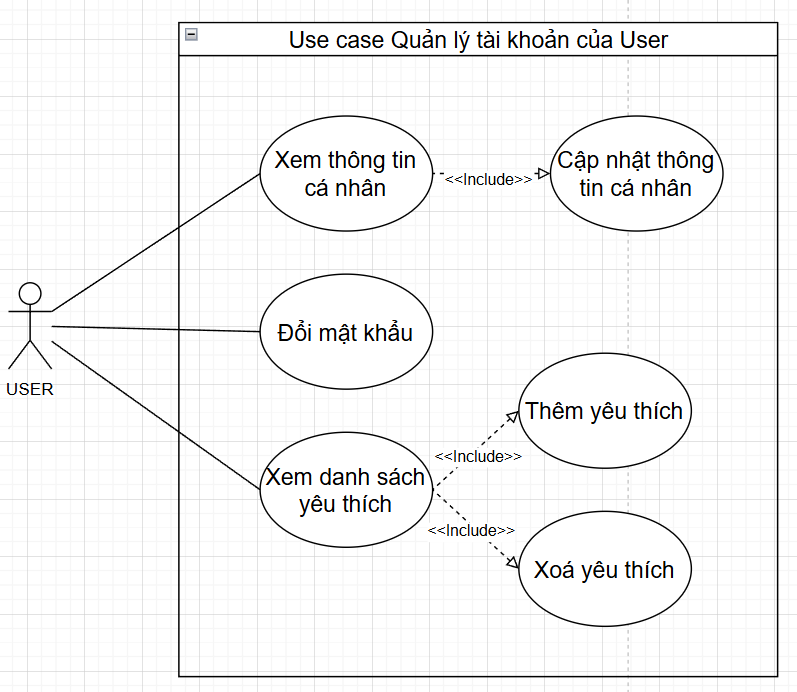 Use case Quản lý tài khoản của User
Xem thông tin
cá nhân
<<Include>>
Cập nhật thông
tin cá nhân
Đổi mật khẩu
USER
Thêm yêu thích
<<Include>>
Xem danh sách
yêu thích
<<Include>>
Xoá yêu thích